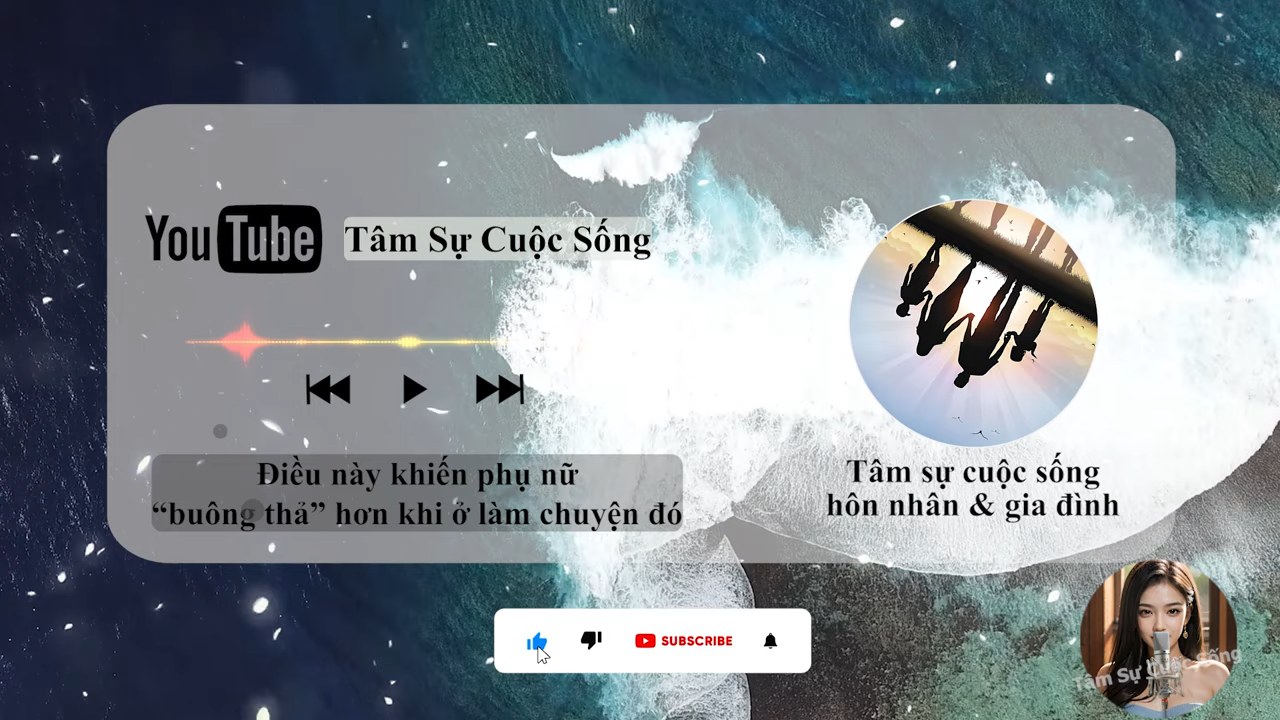 YouTube
Tâm Sự Cuộc Sống
Điều này khiến phụ nữ
“buông thả” hơn khi ở làm chuyện đó
Tâm sự cuộc sống
hôn nhân & gia đình
SUBSCRIBE
Tâm Sự Cuộc Sống